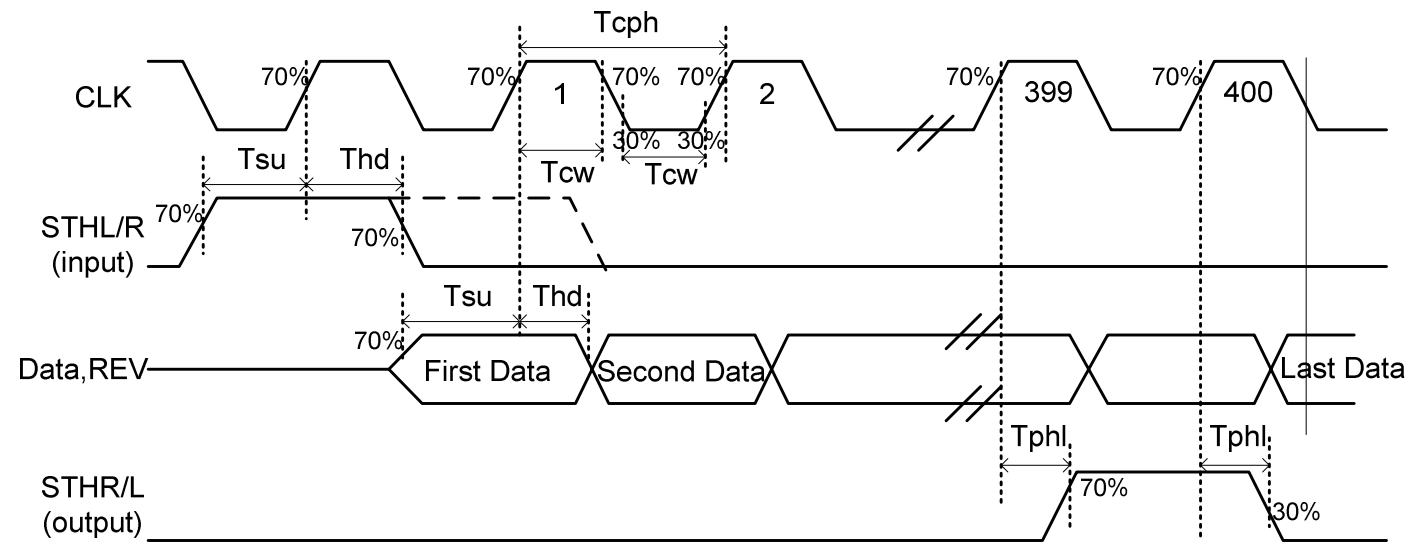 Tcph
CLK
70%
70%
1
70%
70%
2
70%
399
70%
400
30%
30%
Tsu
Thd
Tcw
Tcw
STHL/R
(input)
70%
70%
Tsu
Thd
70%
Data,REV
First Data
Second Data
Last Data
Tphl
Tphl
STHR/L
(output)
70%
30%